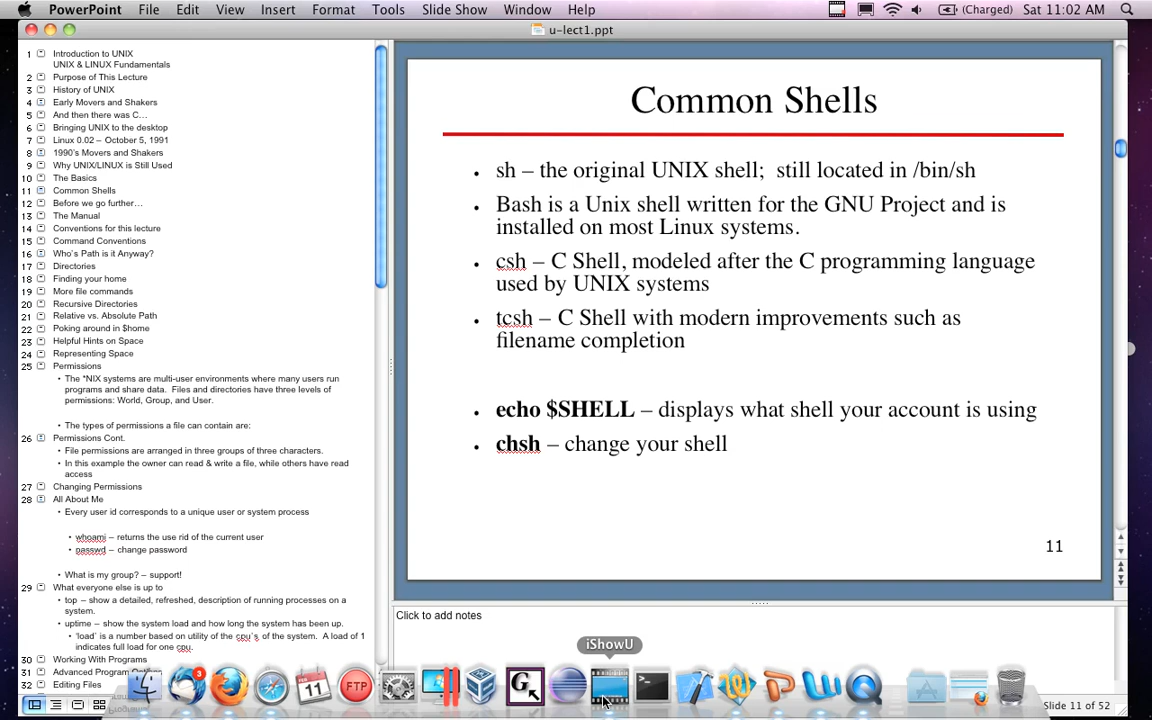 PowerPoint File Edit View Insert Format Tools Slide Show Window Help (Charged) Sat 11:02 AM
u-lect1.ppt
1 Introduction to UNIX
UNIX & LINUX Fundamentals
2 Purpose of This Lecture
3 History of UNIX
4 Early Movers and Shakers
5 And then there was C…
6 Bringing UNIX to the desktop
7 Linux 0.02 – October 5, 1991
8 1990's Movers and Shakers
9 Why UNIX/LINUX is Still Used
10 The Basics
11 Common Shells
12 Before we go further…
13 The Manual
14 Conventions for this lecture
15 Command Conventions
16 Who's Path is it Anyway?
17 Directories
18 Finding your home
19 More file commands
20 Recursive Directories
21 Relative vs. Absolute Path
22 Poking around in $home
23 Helpful Hints on Space
24 Representing Space
25 Permissions
• The *NIX systems are multi-user environments where many users run
programs and share data. Files and directories have three levels of
permissions: World, Group, and User.
• The types of permissions a file can contain are:
26 Permissions Cont.
• File permissions are arranged in three groups of three characters.
• In this example the owner can read & write a file, while others have read
access
27 Changing Permissions
28 All About Me
• Every user id corresponds to a unique user or system process
• whoami – returns the use rid of the current user
• passwd – change password
• What is my group? – support!
29 What everyone else is up to
• top – show a detailed, refreshed, description of running processes on a
system.
• uptime – show the system load and how long the system has been up.
• 'load' is a number based on utility of the cpu's of the system. A load of 1
indicates full load for one cpu.
30 Working With Programs
31 Advanced Program
32 Editing Files
Common Shells
• sh – the original UNIX shell; still located in /bin/sh
• Bash is a Unix shell written for the GNU Project and is
installed on most Linux systems.
• csh – C Shell, modeled after the C programming language
used by UNIX systems
• tcsh – C Shell with modern improvements such as
filename completion
• echo $SHELL – displays what shell your account is using
• chsh – change your shell
11
Click to add notes
iShowU
3
11
FTP
G
Slide 11 of 52